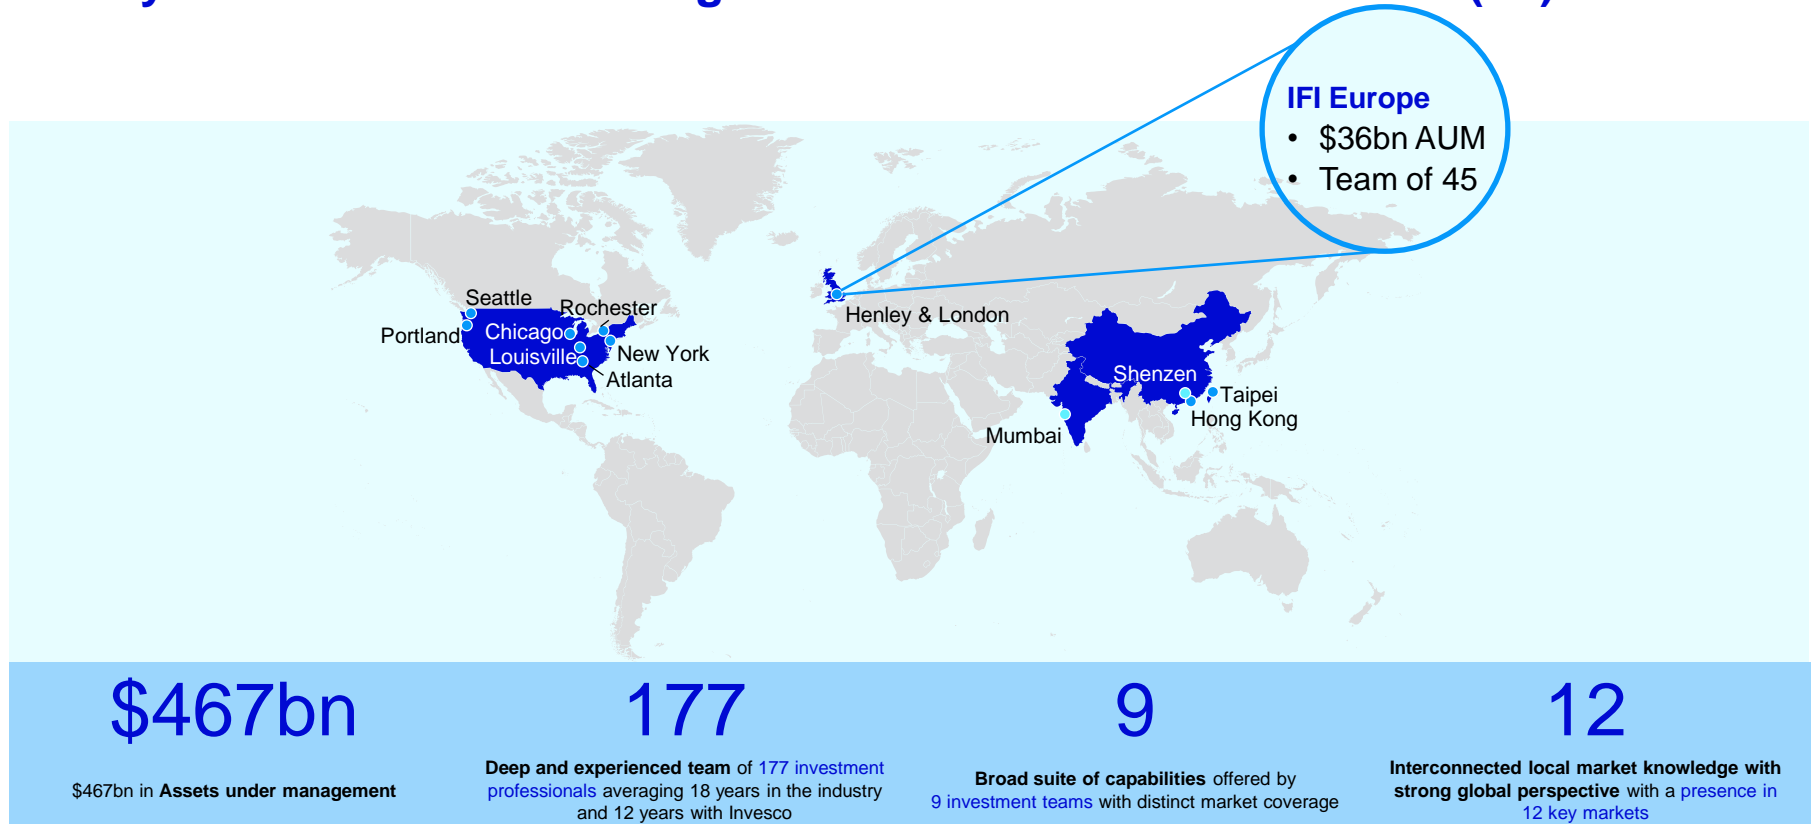 IFI Europe
• $36bn AUM
• Team of 45
Seattle
Rochester
Portland
Chicago
Louisville
New York
Atlanta
Henley & London
Shenzen
Taipei
Hong Kong
Mumbai
$467bn
$467bn in Assets under management
177
Deep and experienced team of 177 investment
professionals averaging 18 years in the industry
and 12 years with Invesco
9
Broad suite of capabilities offered by
9 investment teams with distinct market coverage
12
Interconnected local market knowledge with
strong global perspective with a presence in
12 key markets